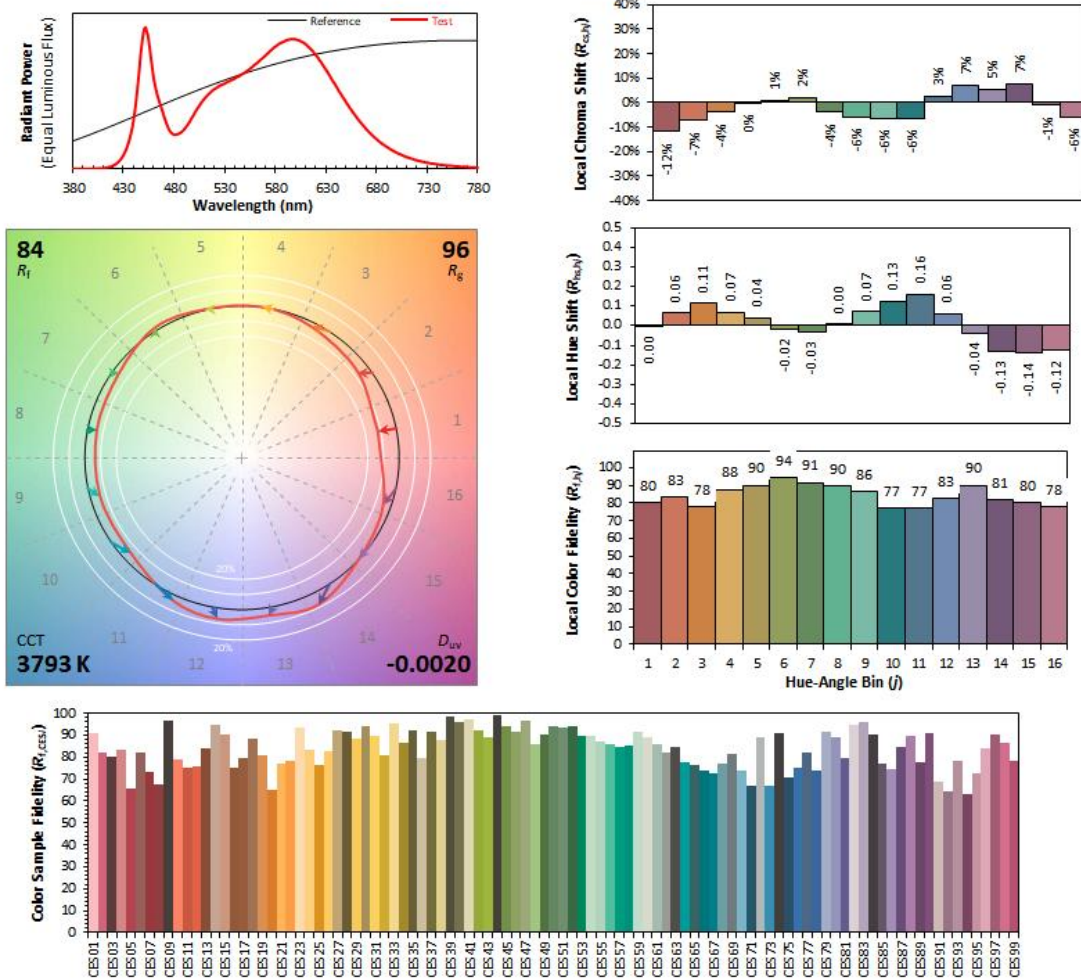 Radiant Power
(Equal Luminous Flux)
Reference
Test
380 430 480 530 580 630 680 730 780
Wavelength (nm)
Local Chroma Shift (Rcs,hj)
40%
30%
20%
10%
0%
-10%
-20%
-30%
-40%
-12% -7% -4% 0% 1% 2% -4% -6% -6% -6% 3% 7% 5% 7% -1% -6%
84
Rf
96
Rg
1 2 3 4 5 6 7 8 9 10 11 12 13 14 15 16
20%
20%
CCT
3793 K
Duv
-0.0020
Local Hue Shift (Rhs,hj)
0.5
0.4
0.3
0.2
0.1
0.0
-0.1
-0.2
-0.3
-0.4
-0.5
0.00 0.06 0.11 0.07 0.04 -0.02 -0.03 0.00 0.07 0.13 0.16 0.06 -0.04 -0.13 -0.14 -0.12
Local Color Fidelity (Rf,hj)
100
90
80
70
60
50
40
30
20
10
0
80 83 78 88 90 94 91 90 86 77 77 83 90 81 80 78
1 2 3 4 5 6 7 8 9 10 11 12 13 14 15 16
Hue-Angle Bin (j)
Color Sample Fidelity (Rf,CESi)
100
90
80
70
60
50
40
30
20
10
0
CES01 CES03 CES05 CES07 CES09 CES11 CES13 CES15 CES17 CES19 CES21 CES23 CES25 CES27 CES29 CES31 CES33 CES35 CES37 CES39 CES41 CES43 CES45 CES47 CES49 CES51 CES53 CES55 CES57 CES59 CES61 CES63 CES65 CES67 CES69 CES71 CES73 CES75 CES77 CES79 CES81 CES83 CES85 CES87 CES89 CES91 CES93 CES95 CES97 CES99